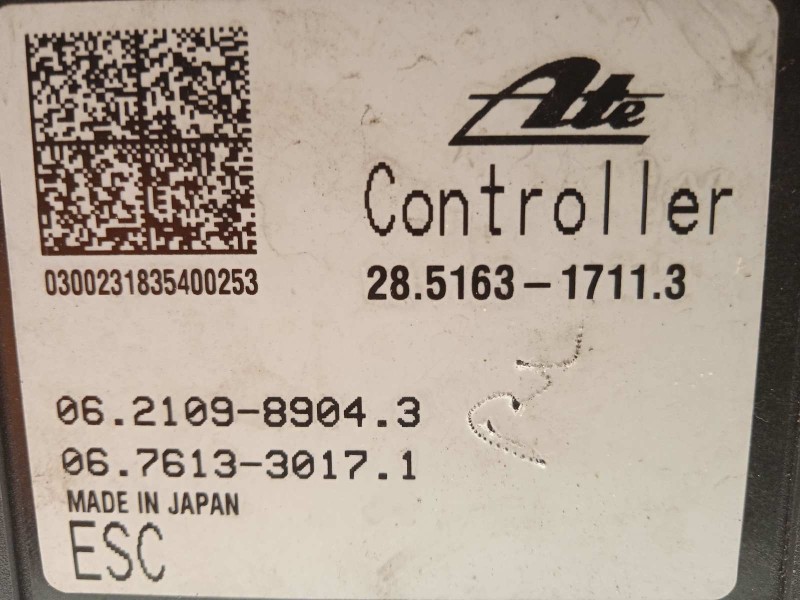 Ate
Controller
0300231835400253
28.5163-1711.3
06.2109-8904.3
06.7613-3017.1
MADE IN JAPAN
ESC